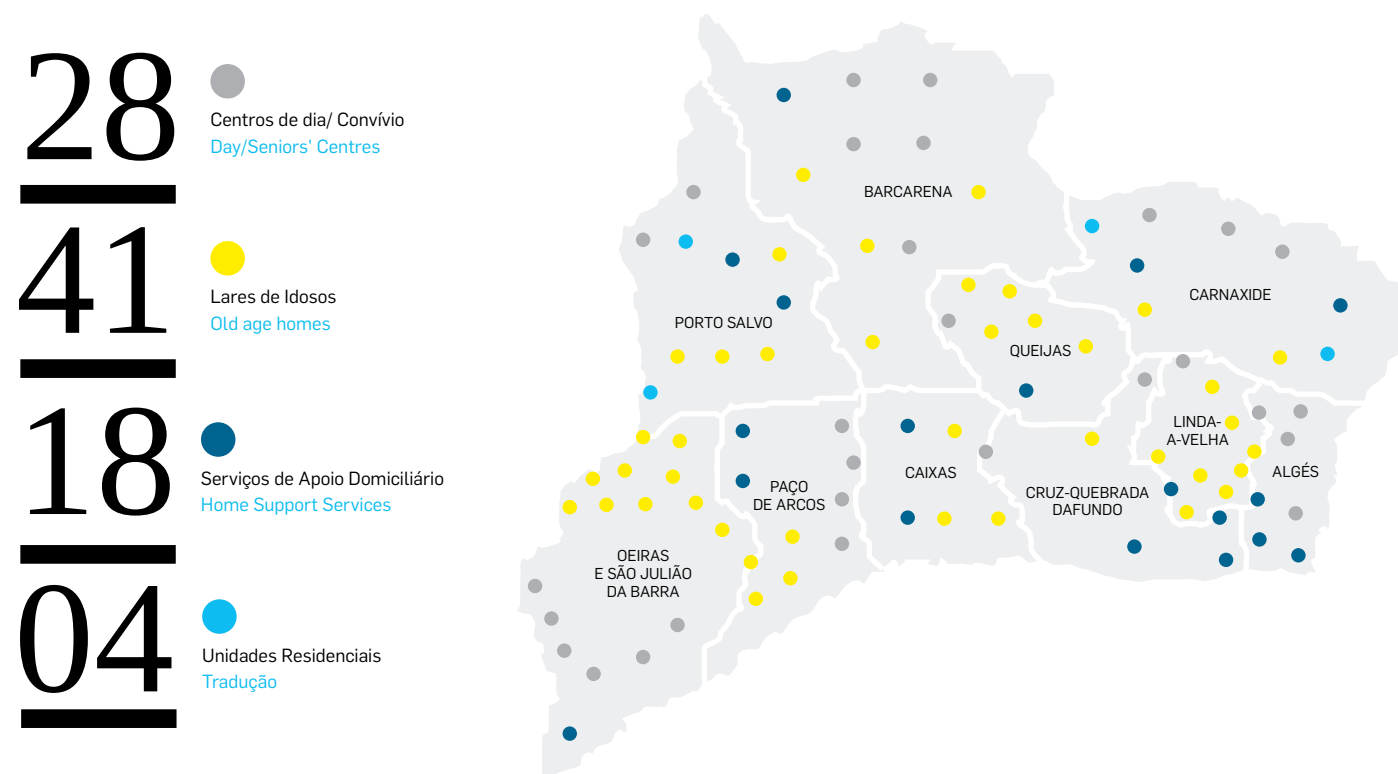 28
Centros de dia/ Convívio
Day/Seniors' Centres
41
Lares de Idosos
Old age homes
18
Serviços de Apoio Domiciliário
Home Support Services
04
Unidades Residenciais
Tradução
BARCARENA
CARNAXIDE
PORTO SALVO
QUEIJAS
LINDA-
A-VELHA
ALGÉS
CAIXAS
PAÇO
DE ARCOS
CRUZ-QUEBRADA
DAFUNDO
OEIRAS
E SÃO JULIÃO
DA BARRA